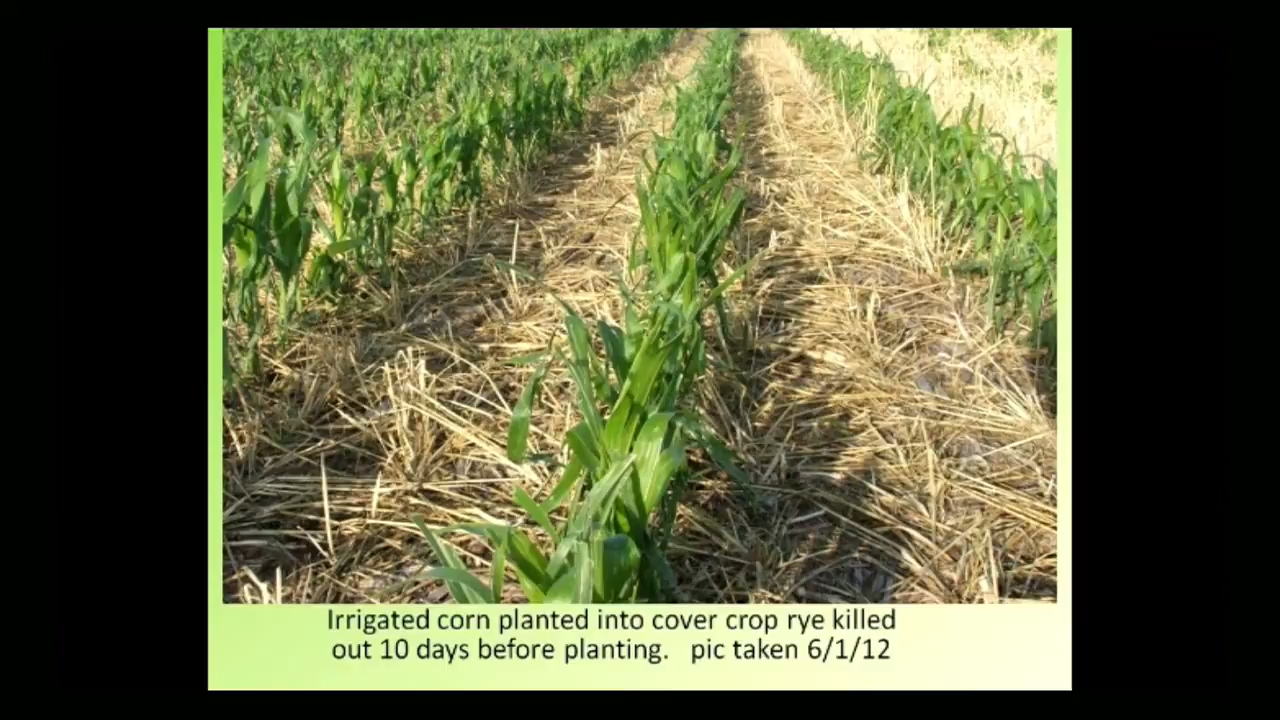 Irrigated corn planted into cover crop rye killed
out 10 days before planting.   pic taken 6/1/12